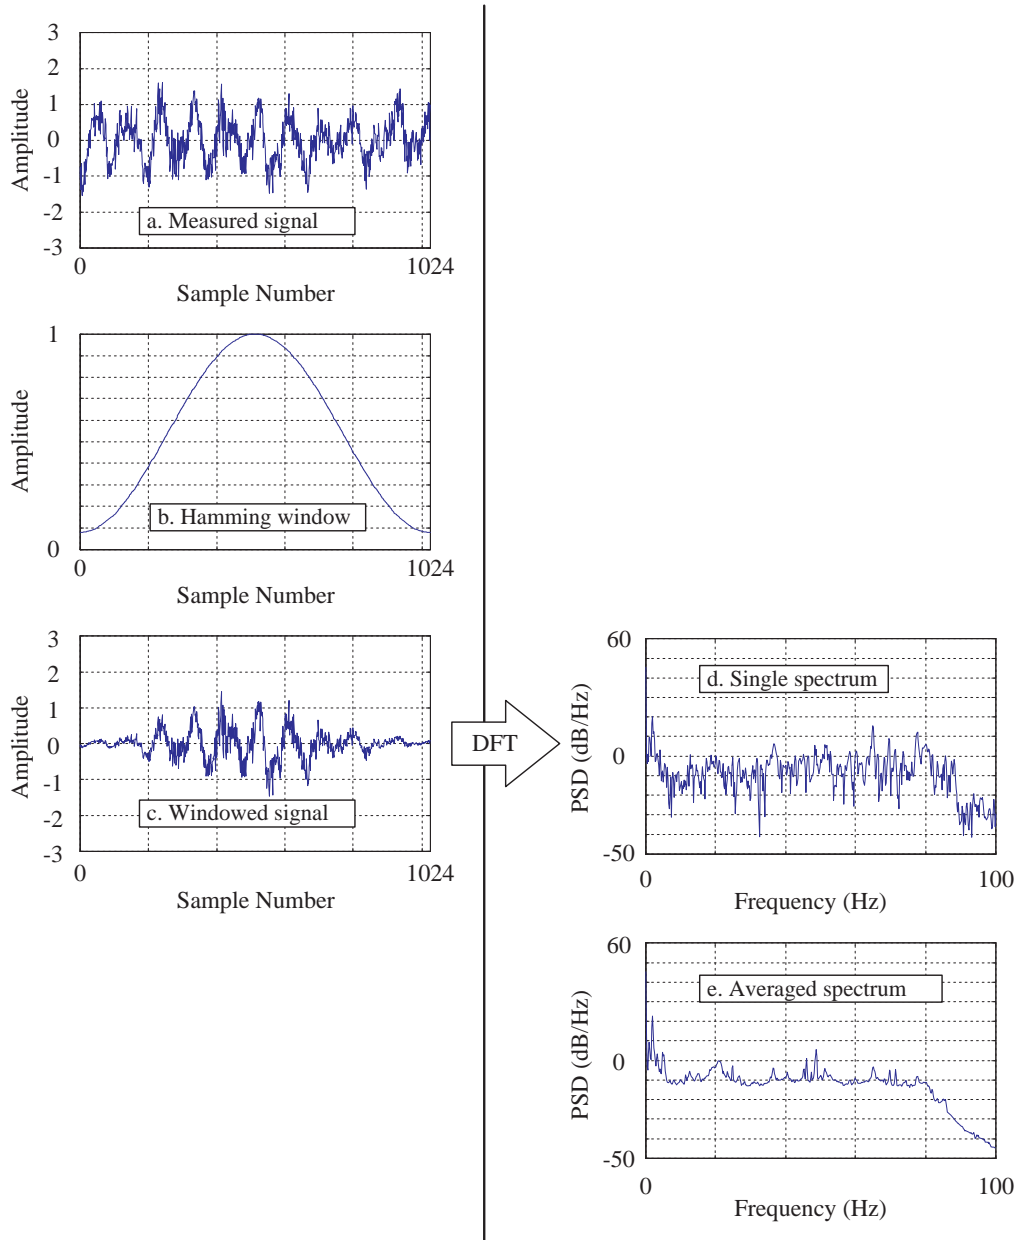 3
2
1
0
-1
-2
-3
Amplitude
a. Measured signal
0
1024
Sample Number
1
0
Amplitude
b. Hamming window
0
1024
Sample Number
3
2
1
0
-1
-2
-3
Amplitude
c. Windowed signal
0
1024
Sample Number
DFT
60
0
-50
PSD (dB/Hz)
d. Single spectrum
0
100
Frequency (Hz)
60
0
-50
PSD (dB/Hz)
e. Averaged spectrum
0
100
Frequency (Hz)